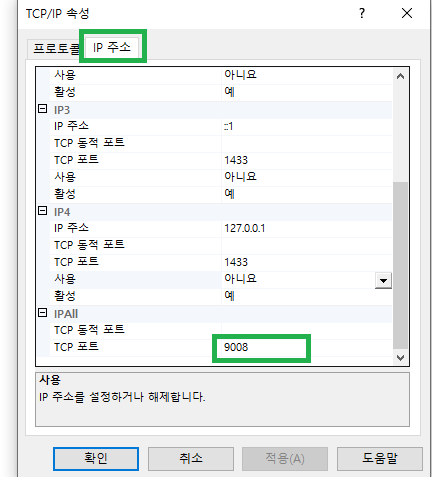 TCP/IP 속성
프로토콜 IP 주소
사용 아니요
활성 예
IP3
IP 주소 ::1
TCP 동적 포트
TCP 포트 1433
사용 아니요
활성 예
IP4
IP 주소 127.0.0.1
TCP 동적 포트
TCP 포트 1433
사용 아니요
활성 예
IPAll
TCP 동적 포트
TCP 포트 9008
사용
IP 주소를 설정하거나 해제합니다.
확인 취소 적용(A) 도움말